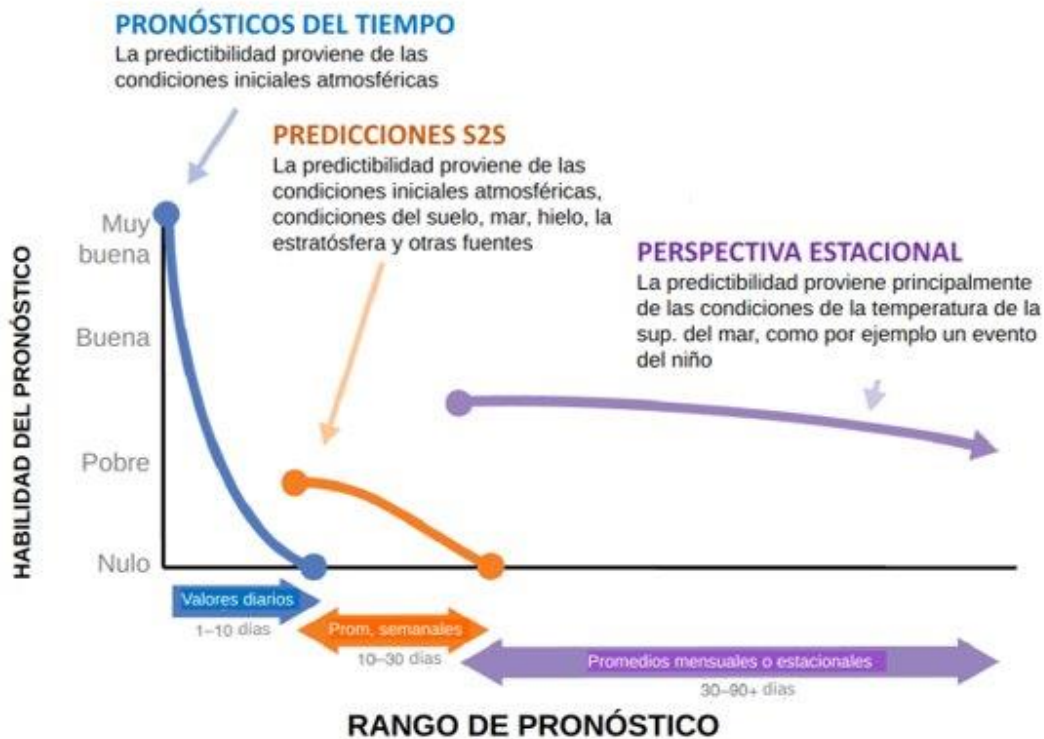 PRONÓSTICOS DEL TIEMPO
La predictibilidad proviene de las
condiciones iniciales atmosféricas
PREDICCIONES S2S
La predictibilidad proviene de las
condiciones iniciales atmosféricas,
condiciones del suelo, mar, hielo, la
estratósfera y otras fuentes
PERSPECTIVA ESTACIONAL
La predictibilidad proviene principalmente
de las condiciones de la temperatura de la
sup. del mar, como por ejemplo un evento
del niño
HABILIDAD DEL PRONÓSTICO
Muy
buena
Buena
Pobre
Nulo
Valores diarios
1–10 días
Prom, semanales
10–30 días
Promedios mensuales o estacionales
30–90+ dias
RANGO DE PRONÓSTICO